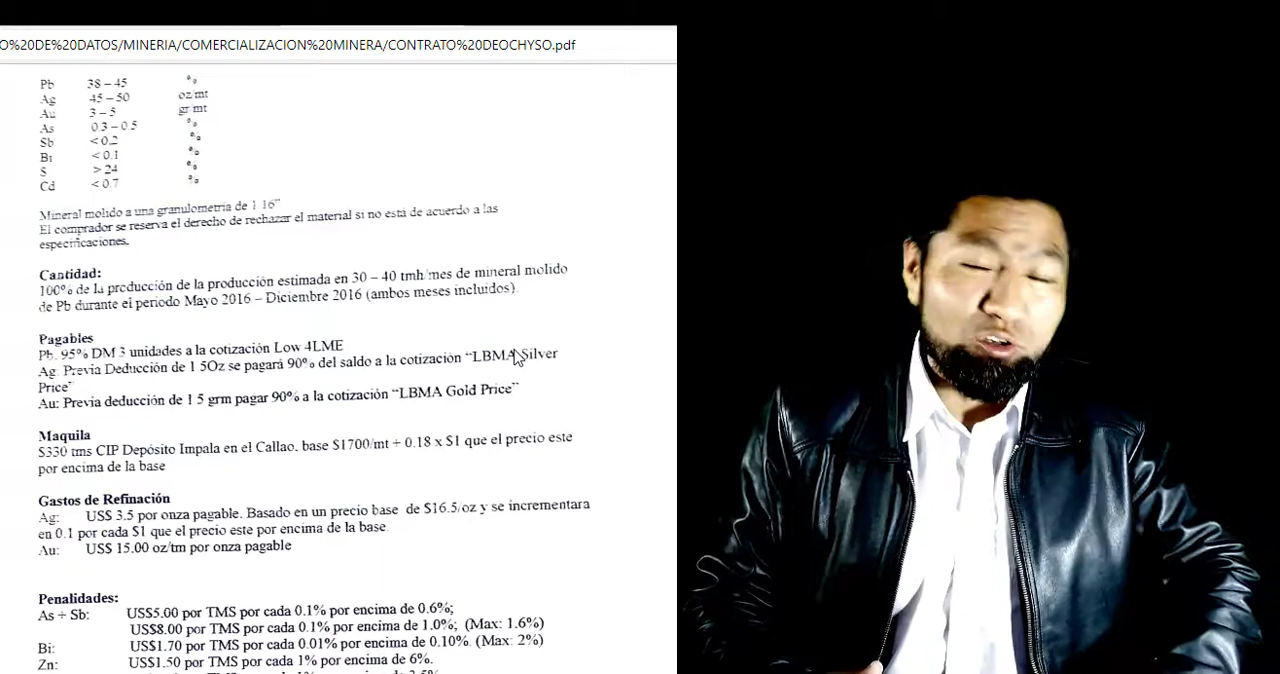 O%20DE%20DATOS/MINERIA/COMERCIALIZACION%20MINERA/CONTRATO%20DEOCHYSO.pdf
Pb 38 – 45 %
Ag 45 – 50 oz/mt
Au 3 – 5 gr/mt
As 0.3 – 0.5 %
Sb < 0.2 %
Bi < 0.1 %
S > 24 %
Cd < 0.7 %
Mineral molido a una granulometria de 1 16"
El comprador se reserva el derecho de rechazar el material si no está de acuerdo a las
especificaciones.
Cantidad:
100% de la producción de la producción estimada en 30 – 40 tmh/mes de mineral molido
de Pb durante el periodo Mayo 2016 – Diciembre 2016 (ambos meses incluidos)
Pagables
Pb. 95% DM 3 unidades a la cotización Low 4LME
Ag: Previa Deducción de 1 5Oz se pagará 90% del saldo a la cotización "LBMA Silver
Price"
Au: Previa deducción de 1 5 grm pagar 90% a la cotización "LBMA Gold Price"
Maquila
$330 tms CIP Depósito Impala en el Callao. base $1700/mt + 0.18 x $1 que el precio este
por encima de la base
Gastos de Refinación
Ag: US$ 3.5 por onza pagable. Basado en un precio base de $16.5/oz y se incrementara
en 0.1 por cada $1 que el precio este por encima de la base.
Au: US$ 15.00 oz/tm por onza pagable
Penalidades:
As + Sb: US$5.00 por TMS por cada 0.1% por encima de 0.6%;
US$8.00 por TMS por cada 0.1% por encima de 1.0%; (Max: 1.6%)
Bi: US$1.70 por TMS por cada 0.01% por encima de 0.10%. (Max: 2%)
Zn: US$1.50 por TMS por cada 1% por encima de 6%.